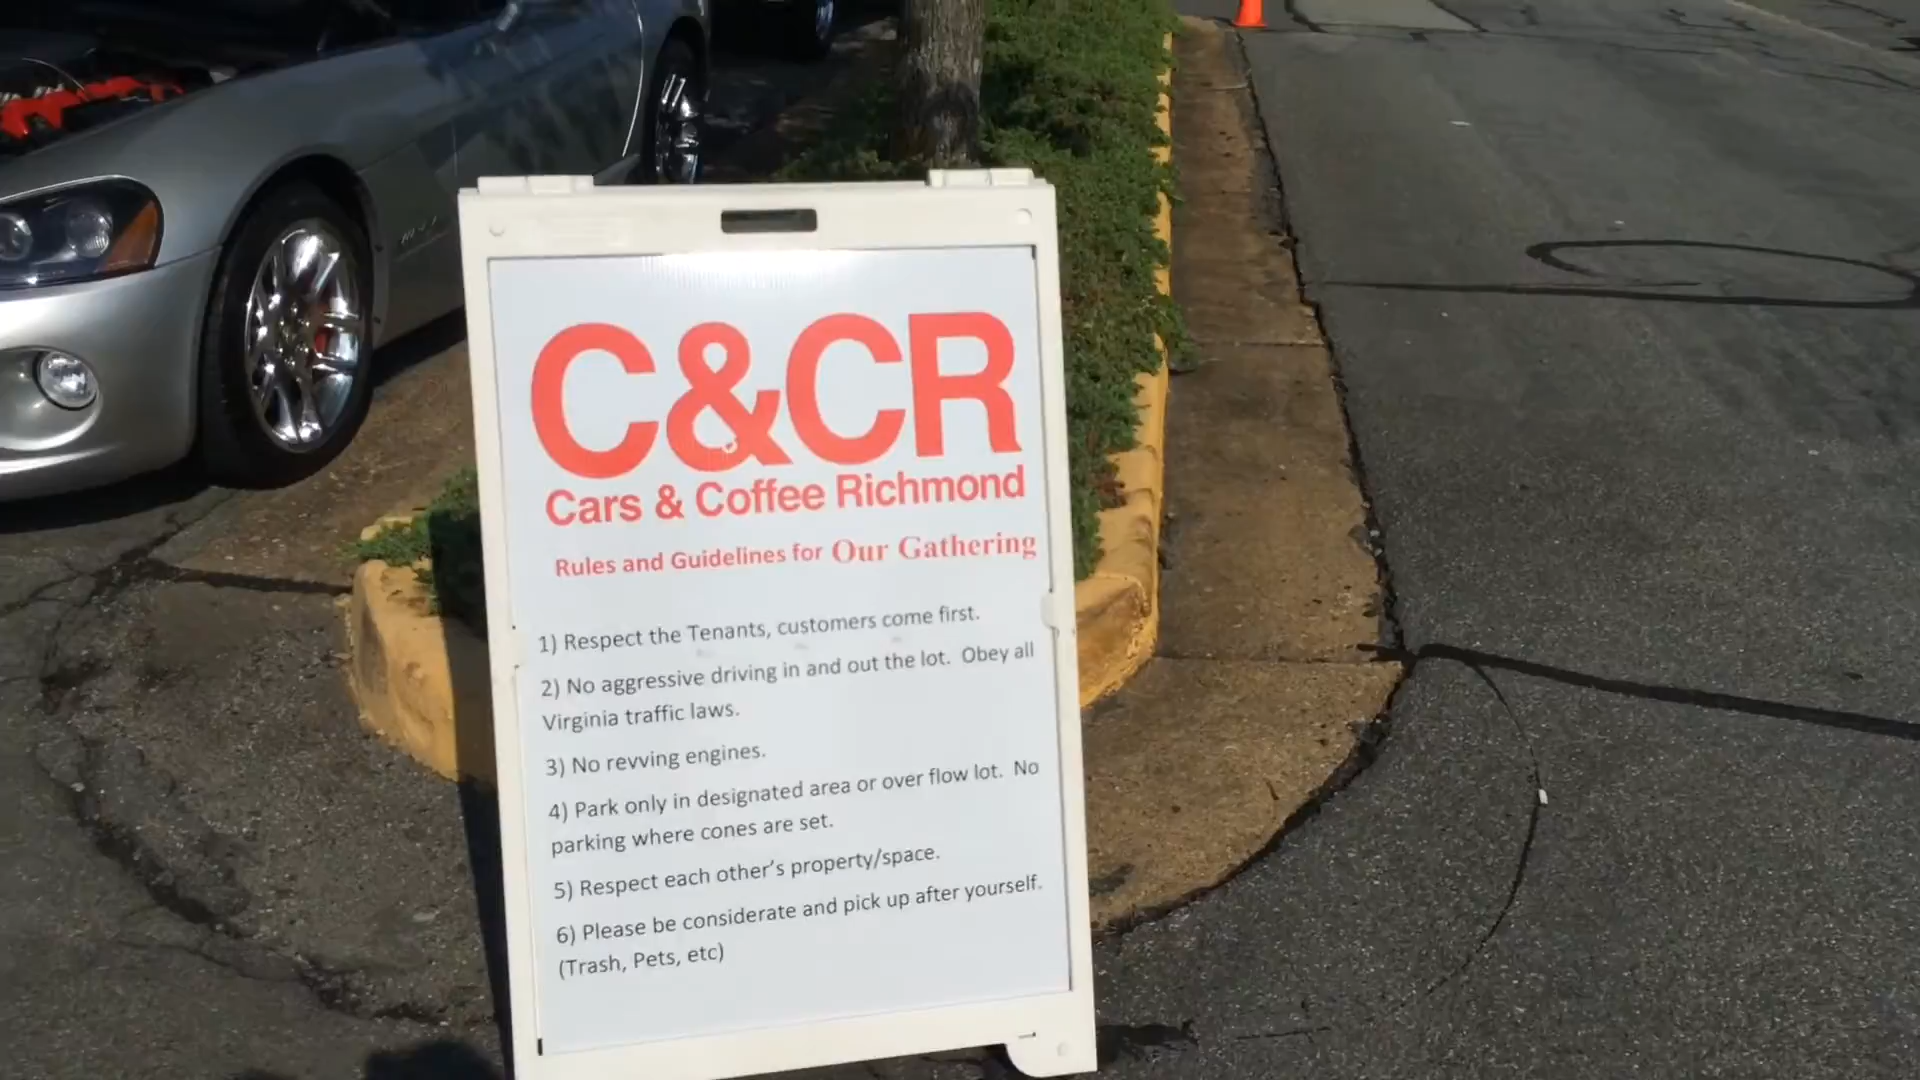 C&CR
Cars & Coffee Richmond
Rules and Guidelines for Our Gathering
1) Respect the Tenants, customers come first.
2) No aggressive driving in and out the lot. Obey all
Virginia traffic laws.
3) No revving engines.
4) Park only in designated area or over flow lot. No
parking where cones are set.
5) Respect each other's property/space.
6) Please be considerate and pick up after yourself.
(Trash, Pets, etc)